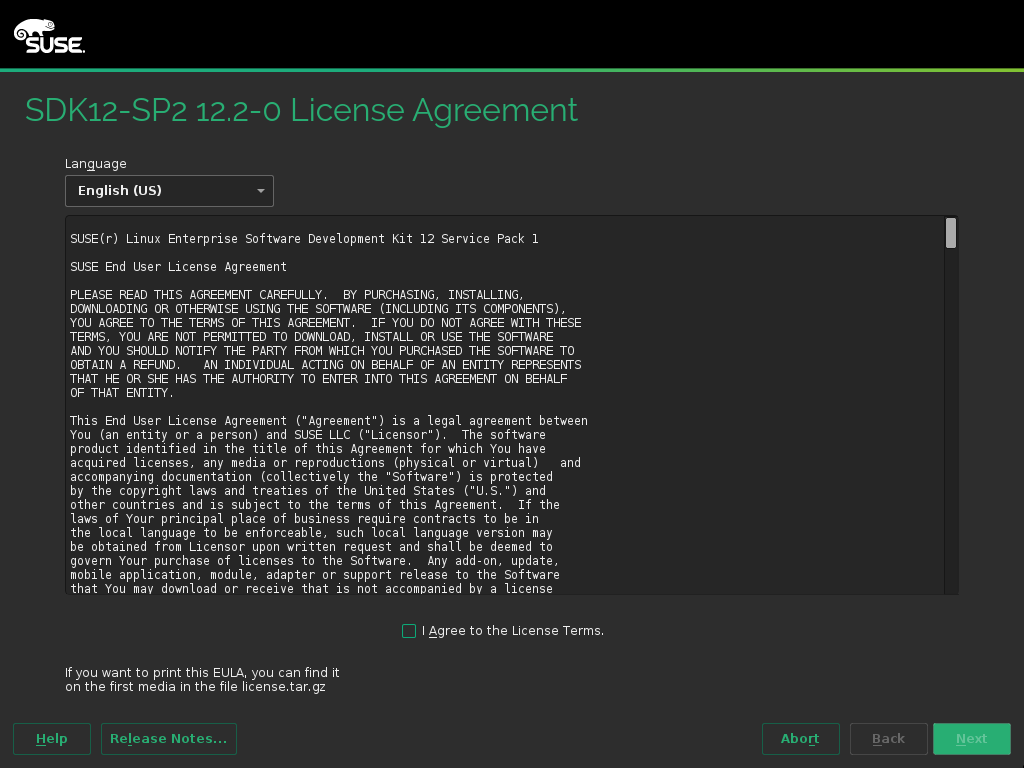 SUSE.
SDK12-SP2 12.2-0 License Agreement
Language
English (US)
SUSE(r) Linux Enterprise Software Development Kit 12 Service Pack 1
SUSE End User License Agreement
PLEASE READ THIS AGREEMENT CAREFULLY.  BY PURCHASING, INSTALLING,
DOWNLOADING OR OTHERWISE USING THE SOFTWARE (INCLUDING ITS COMPONENTS),
YOU AGREE TO THE TERMS OF THIS AGREEMENT.  IF YOU DO NOT AGREE WITH THESE
TERMS, YOU ARE NOT PERMITTED TO DOWNLOAD, INSTALL OR USE THE SOFTWARE
AND YOU SHOULD NOTIFY THE PARTY FROM WHICH YOU PURCHASED THE SOFTWARE TO
OBTAIN A REFUND.   AN INDIVIDUAL ACTING ON BEHALF OF AN ENTITY REPRESENTS
THAT HE OR SHE HAS THE AUTHORITY TO ENTER INTO THIS AGREEMENT ON BEHALF
OF THAT ENTITY.
This End User License Agreement ("Agreement") is a legal agreement between
You (an entity or a person) and SUSE LLC ("Licensor").  The software
product identified in the title of this Agreement for which You have
acquired licenses, any media or reproductions (physical or virtual)   and
accompanying documentation (collectively the "Software") is protected
by the copyright laws and treaties of the United States ("U.S.") and
other countries and is subject to the terms of this Agreement.  If the
laws of Your principal place of business require contracts to be in
the local language to be enforceable, such local language version may
be obtained from Licensor upon written request and shall be deemed to
govern Your purchase of licenses to the Software.  Any add-on, update,
mobile application, module, adapter or support release to the Software
that You may download or receive that is not accompanied by a license
I Agree to the License Terms.
If you want to print this EULA, you can find it
on the first media in the file license.tar.gz
Help
Release Notes...
Abort
Back
Next